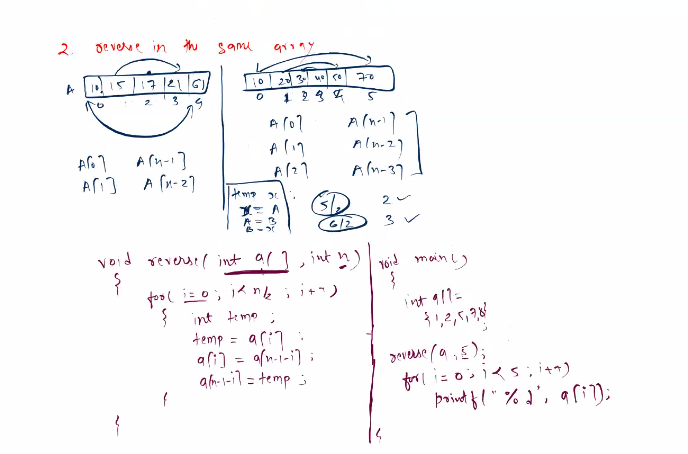 2. reverse in the same array
A 10 15 17 21 61
0 2 3 4
A[0] A[n-1]
A[1] A[n-2]
10 20 30 40 50 70
0 1 2 3 4 5
A[0] A[n-1]
A[1] A[n-2]
A[2] A[n-3]
temp x
x = A
A = B
B = x
5/2 2 ✓
6/2 3 ✓
void reverse( int a[ ] , int n )
{
for( i=0 ; i< n/2 ; i++)
{ int temp ;
temp = a[i] ;
a[i] = a[n-1-i] ;
a[n-1-i] = temp ;
}
}
void main()
{
int a[]=
{1,2,5,7,8}
;
reverse(a,5);
for( i=0; i<5; i++)
printf("%d", a[i]);
}